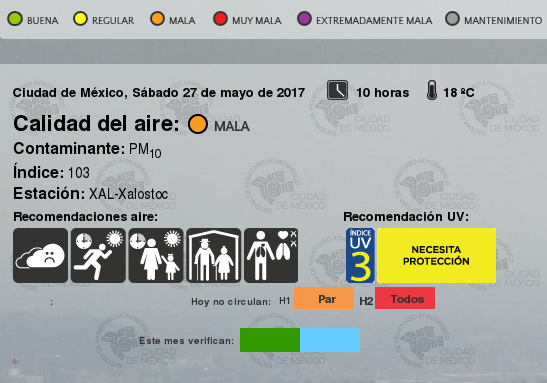 BUENA REGULAR MALA MUY MALA EXTREMADAMENTE MALA MANTENIMIENTO
Ciudad de México, Sábado 27 de mayo de 2017 10 horas 18 ºC
Calidad del aire: MALA
Contaminante: PM10
Índice: 103
Estación: XAL-Xalostoc
Recomendaciones aire: Recomendación UV:
ÍNDICE
UV
3
NECESITA
PROTECCIÓN
: Hoy no circulan: H1 Par H2 Todos
Este mes verifican: